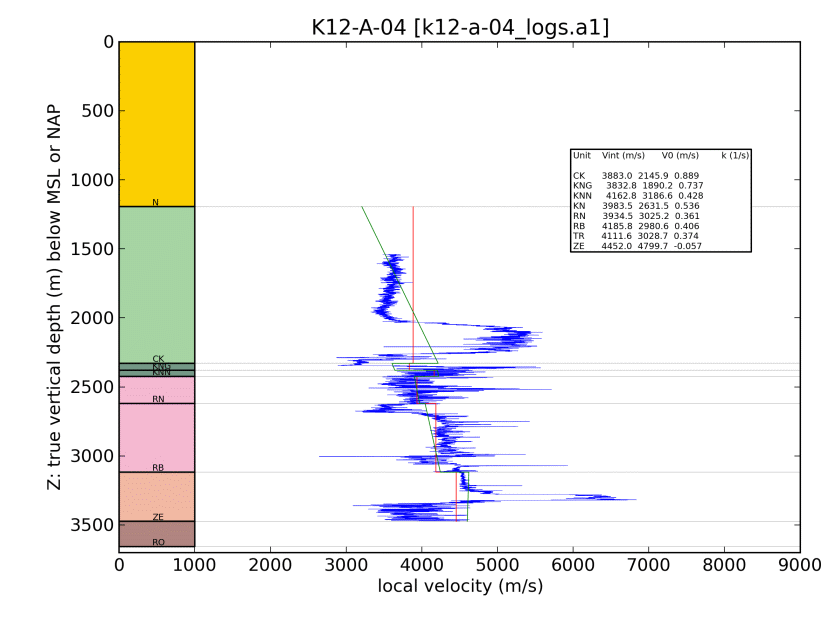 K12-A-04 [k12-a-04_logs.a1]
0
500
1000
1500
2000
2500
3000
3500
Z: true vertical depth (m) below MSL or NAP
N
CK
KNG
KNN
RN
RB
ZE
RO
Unit Vint (m/s) V0 (m/s) k (1/s)
CK 3883.0 2145.9 0.889
KNG 3832.8 1890.2 0.737
KNN 4162.8 3186.6 0.428
KN 3983.5 2631.5 0.536
RN 3934.5 3025.2 0.361
RB 4185.8 2980.6 0.406
TR 4111.6 3028.7 0.374
ZE 4452.0 4799.7 -0.057
0 1000 2000 3000 4000 5000 6000 7000 8000 9000
local velocity (m/s)